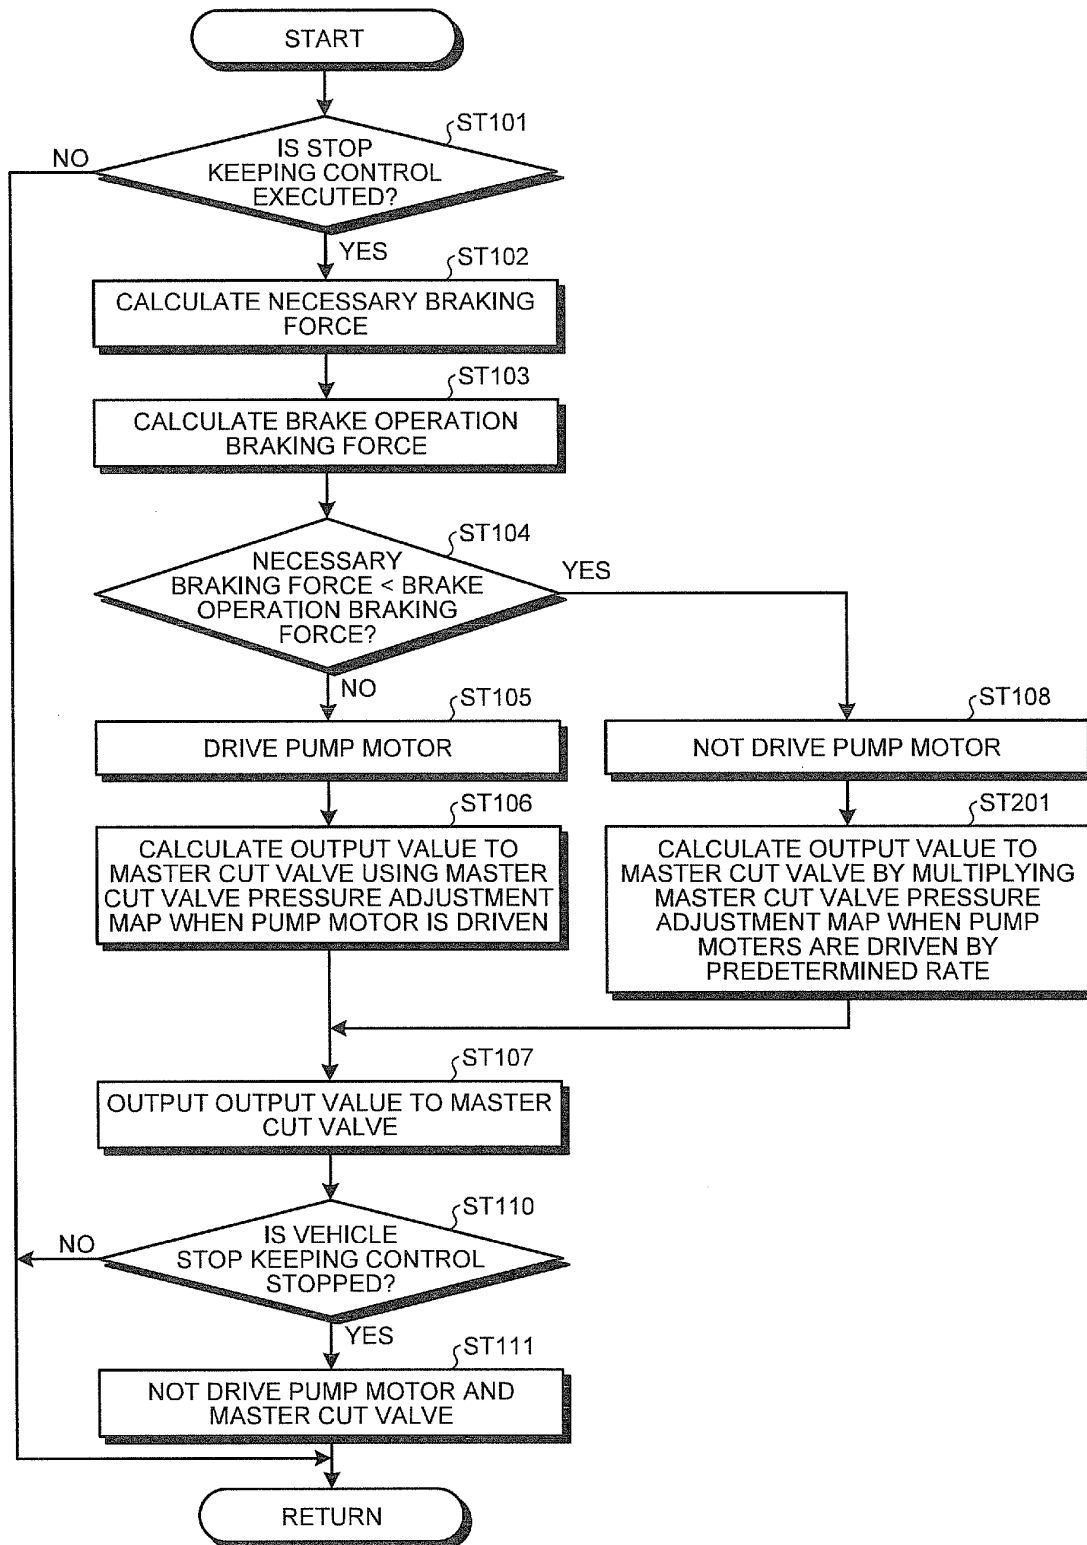 START
ST101
IS STOP
KEEPING CONTROL
EXECUTED?
NO
YES
ST102
CALCULATE NECESSARY BRAKING
FORCE
ST103
CALCULATE BRAKE OPERATION
BRAKING FORCE
ST104
NECESSARY
BRAKING FORCE < BRAKE
OPERATION BRAKING
FORCE?
YES
NO
ST105
DRIVE PUMP MOTOR
ST108
NOT DRIVE PUMP MOTOR
ST106
CALCULATE OUTPUT VALUE TO
MASTER CUT VALVE USING MASTER
CUT VALVE PRESSURE ADJUSTMENT
MAP WHEN PUMP MOTOR IS DRIVEN
ST201
CALCULATE OUTPUT VALUE TO
MASTER CUT VALVE BY MULTIPLYING
MASTER CUT VALVE PRESSURE
ADJUSTMENT MAP WHEN PUMP
MOTERS ARE DRIVEN BY
PREDETERMINED RATE
ST107
OUTPUT OUTPUT VALUE TO MASTER
CUT VALVE
ST110
IS VEHICLE
STOP KEEPING CONTROL
STOPPED?
NO
YES
ST111
NOT DRIVE PUMP MOTOR AND
MASTER CUT VALVE
RETURN